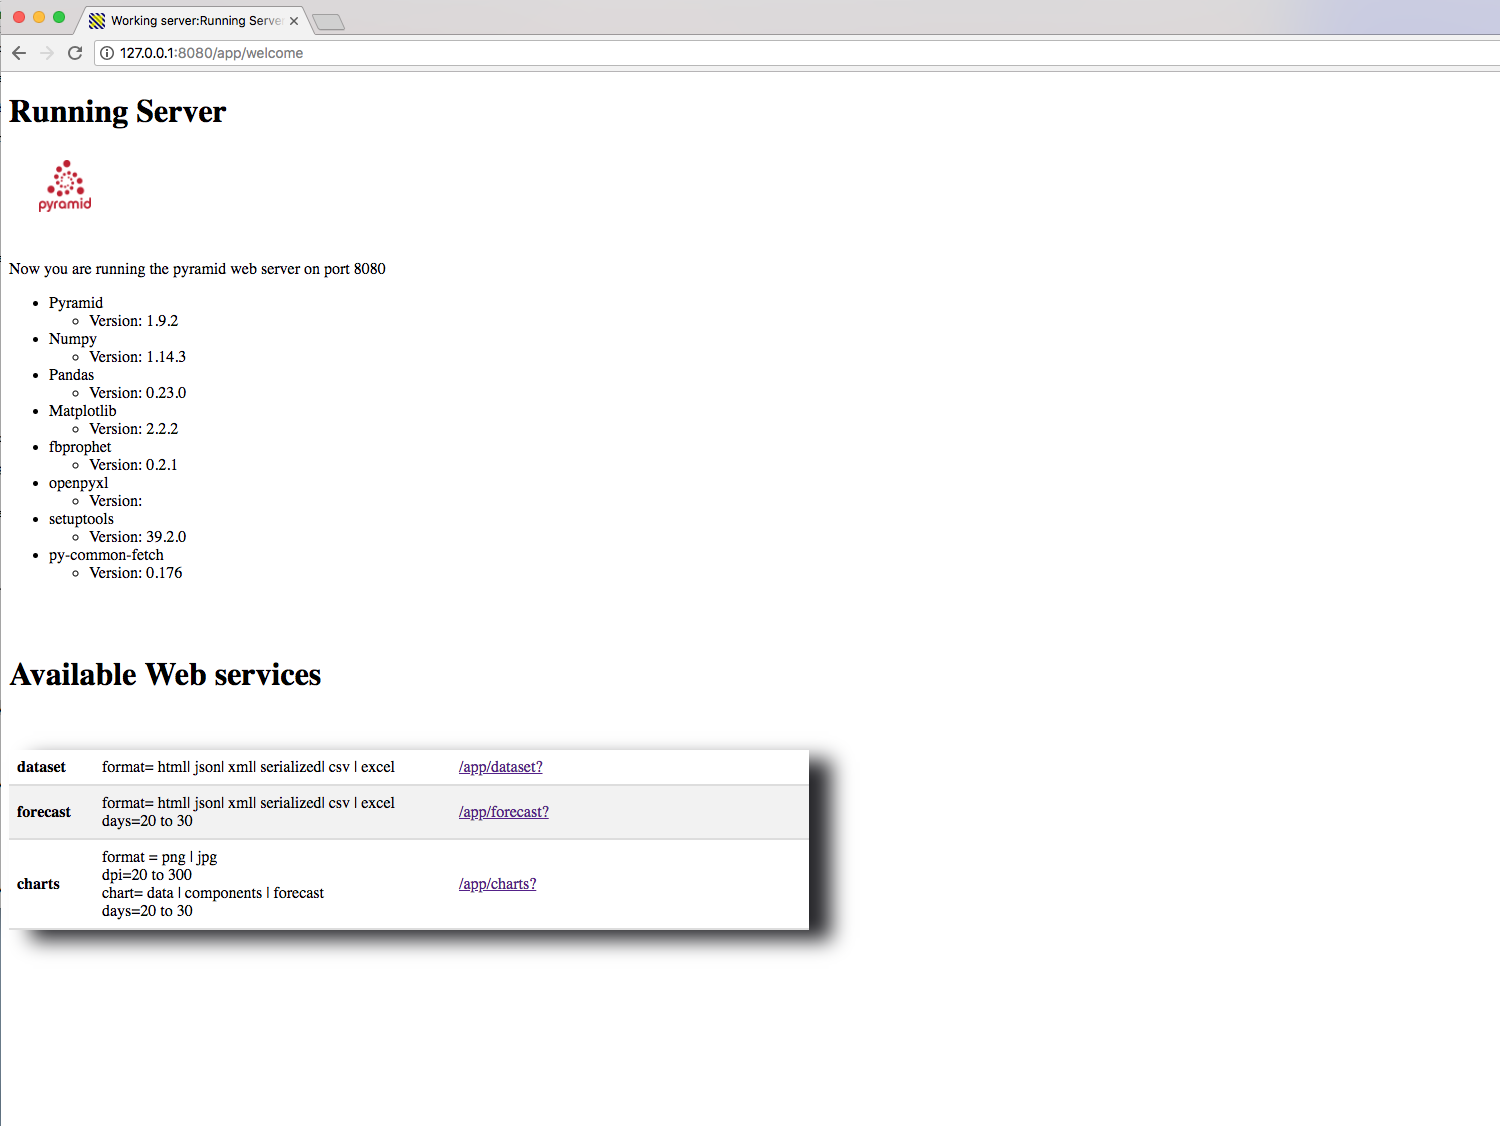 Working server:Running Serve
127.0.0.1:8080/app/welcome
Running Server
pyramid
Now you are running the pyramid web server on port 8080
Pyramid
Version: 1.9.2
Numpy
Version: 1.14.3
Pandas
Version: 0.23.0
Matplotlib
Version: 2.2.2
fbprophet
Version: 0.2.1
openpyxl
Version:
setuptools
Version: 39.2.0
py-common-fetch
Version: 0.176
Available Web services
dataset format= html| json| xml| serialized| csv | excel /app/dataset?
forecast format= html| json| xml| serialized| csv | excel /app/forecast?
days=20 to 30
format = png | jpg
dpi=20 to 300
charts chart= data | components | forecast /app/charts?
days=20 to 30